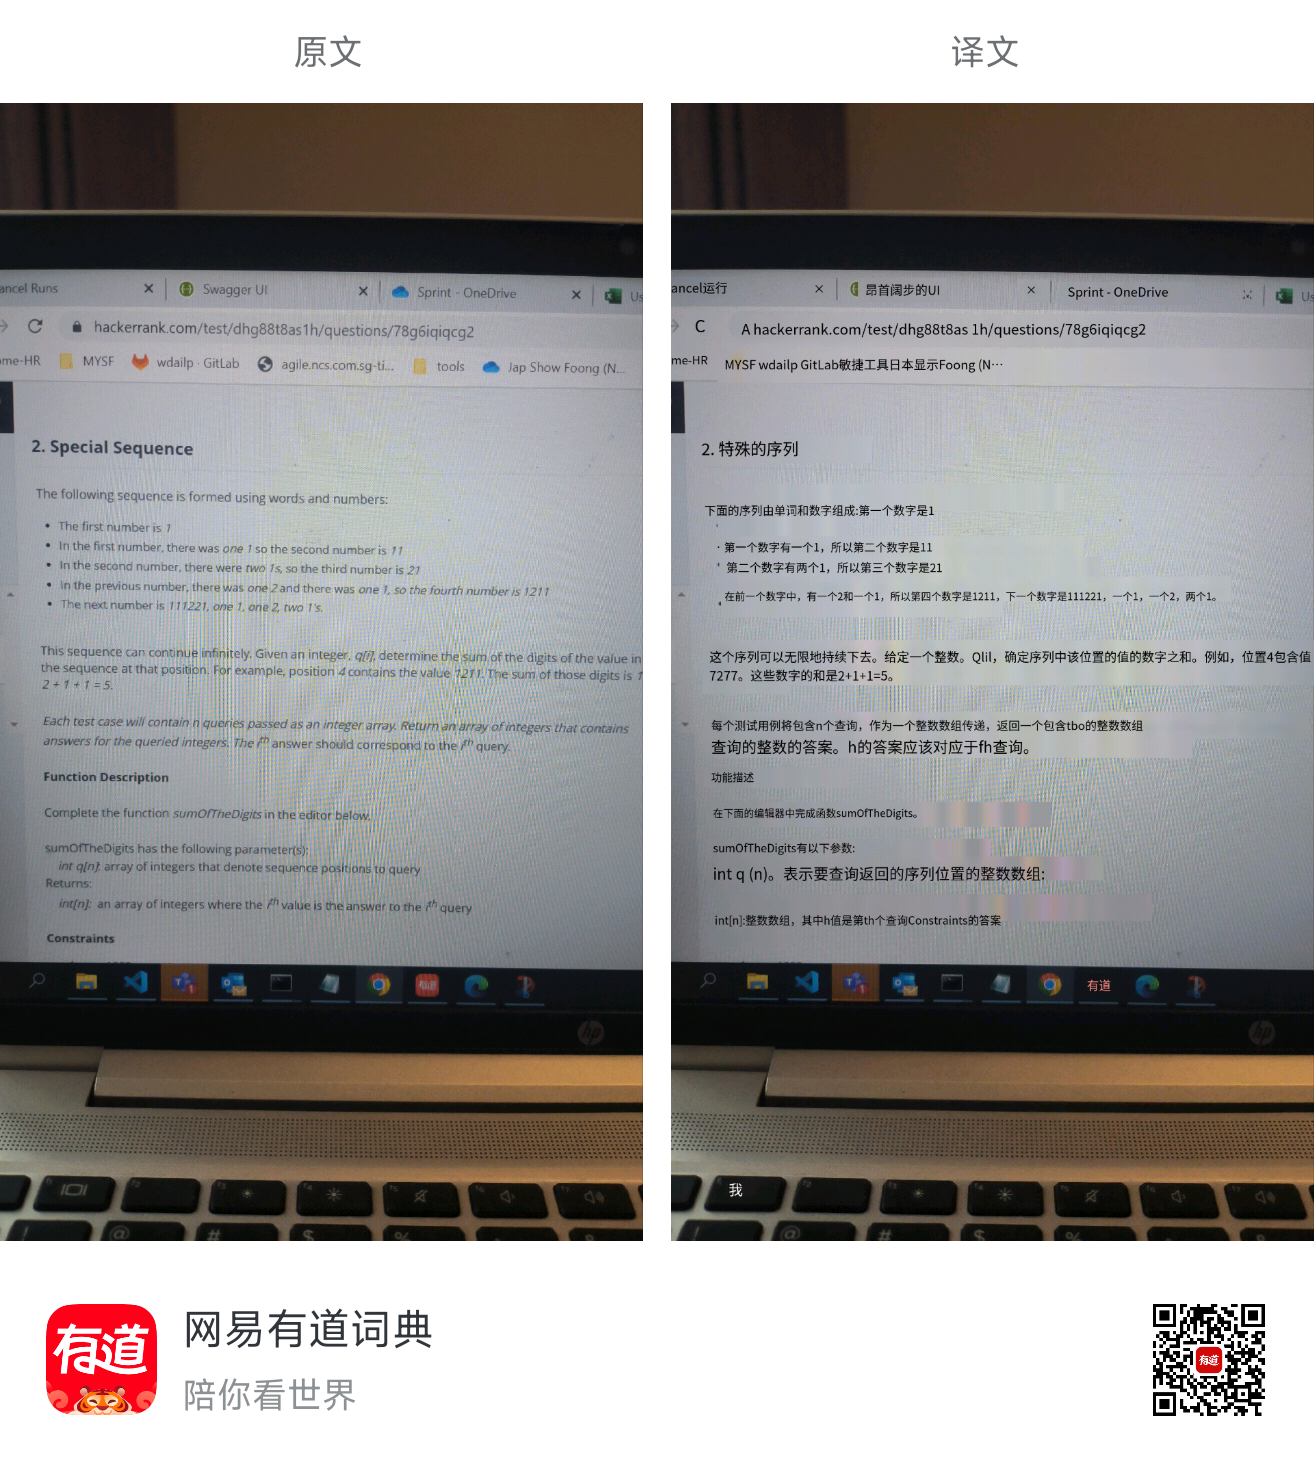 原文
译文
ancel Runs
Swagger UI
Sprint - OneDrive
Us
hackerrank.com/test/dhg88t8as1h/questions/78g6iqiqcg2
ome-HR
MYSF
wdailp · GitLab
agile.ncs.com.sg-ti...
tools
Jap Show Foong (N...
2. Special Sequence
The following sequence is formed using words and numbers:
• The first number is 1
• In the first number, there was one 1 so the second number is 11
• In the second number, there were two 1s, so the third number is 21
• In the previous number, there was one 2 and there was one 1, so the fourth number is 1211
• The next number is 111221, one 1, one 2, two 1's.
This sequence can continue infinitely. Given an integer, q[i], determine the sum of the digits of the value in
the sequence at that position. For example, position 4 contains the value 1211. The sum of those digits is 1
2 + 1 + 1 = 5.
Each test case will contain n queries passed as an integer array. Return an array of integers that contains
answers for the queried integers. The ith answer should correspond to the ith query.
Function Description
Complete the function sumOfTheDigits in the editor below.
sumOfTheDigits has the following parameter(s):
int q[n]: array of integers that denote sequence positions to query
Returns:
int[n]: an array of integers where the ith value is the answer to the ith query
Constraints
有道
hp
@
#
$
%
ancel运行
昂首阔步的UI
Sprint - OneDrive
Us
C
A hackerrank.com/test/dhg88t8as 1h/questions/78g6iqiqcg2
me-HR
MYSF wdailp GitLab敏捷工具日本显示Foong (N…
2. 特殊的序列
下面的序列由单词和数字组成:第一个数字是1
· 第一个数字有一个1，所以第二个数字是11
第二个数字有两个1，所以第三个数字是21
在前一个数字中，有一个2和一个1，所以第四个数字是1211，下一个数字是111221，一个1，一个2，两个1。
这个序列可以无限地持续下去。给定一个整数。Qlil，确定序列中该位置的值的数字之和。例如，位置4包含值
7277。这些数字的和是2+1+1=5。
每个测试用例将包含n个查询，作为一个整数数组传递，返回一个包含tbo的整数数组
查询的整数的答案。h的答案应该对应于fh查询。
功能描述
在下面的编辑器中完成函数sumOfTheDigits。
sumOfTheDigits有以下参数:
int q (n)。表示要查询返回的序列位置的整数数组:
int[n]:整数数组，其中h值是第th个查询Constraints的答案
有道
hp
我
@
#
$
%
有道
网易有道词典
陪你看世界
有道